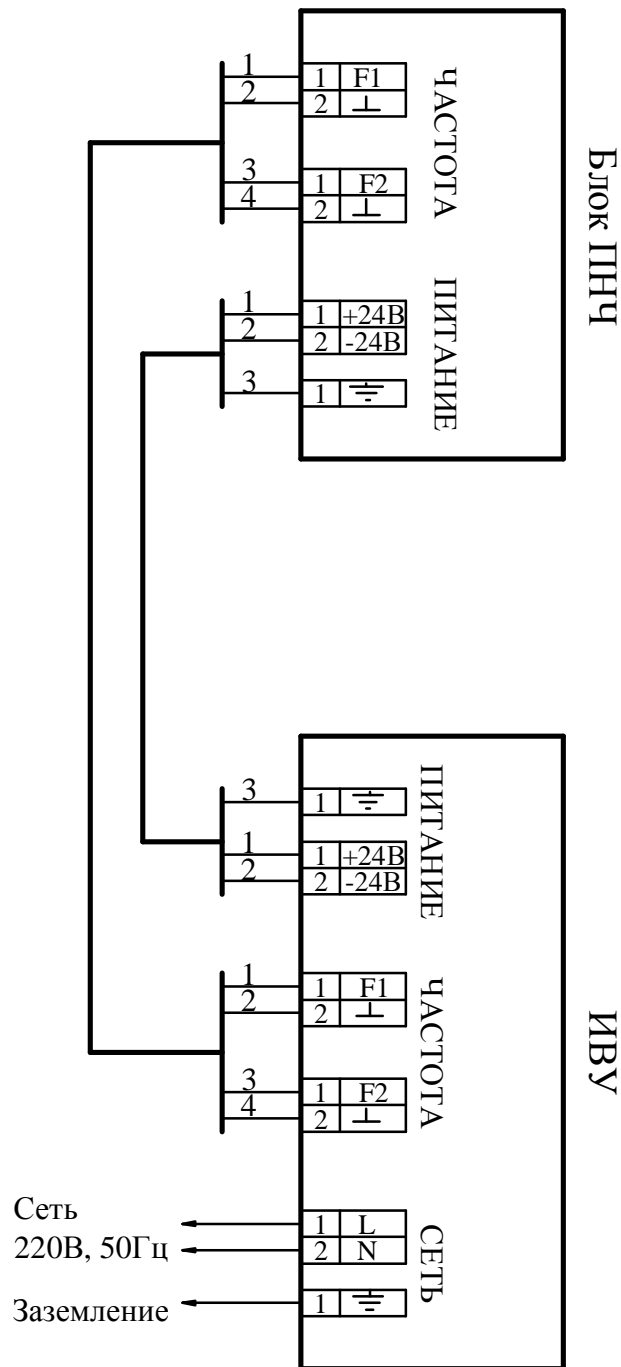 Блок ПНЧ
ЧАСТОТА
1
1 F1
2
2
3
1 F2
4
2
ПИТАНИЕ
1
1 +24В
2
2 -24В
3
1
ИВУ
ПИТАНИЕ
3
1
1
1 +24В
2
2 -24В
ЧАСТОТА
1
1 F1
2
2
3
1 F2
4
2
СЕТЬ
Сеть
1 L
220В, 50Гц
2 N
Заземление
1